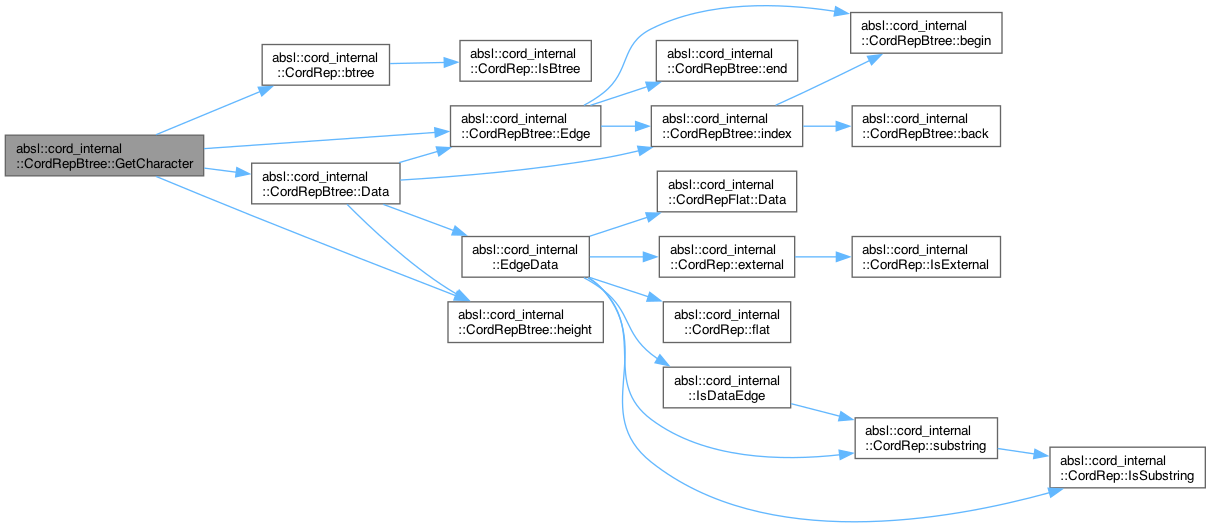 absl::cord_internal
::CordRepBtree::GetCharacter
absl::cord_internal
::CordRep::btree
absl::cord_internal
::CordRep::IsBtree
absl::cord_internal
::CordRepBtree::Edge
absl::cord_internal
::CordRepBtree::end
absl::cord_internal
::CordRepBtree::begin
absl::cord_internal
::CordRepBtree::index
absl::cord_internal
::CordRepBtree::back
absl::cord_internal
::CordRepBtree::Data
absl::cord_internal
::CordRepFlat::Data
absl::cord_internal
::EdgeData
absl::cord_internal
::CordRep::external
absl::cord_internal
::CordRep::IsExternal
absl::cord_internal
::CordRepBtree::height
absl::cord_internal
::CordRep::flat
absl::cord_internal
::IsDataEdge
absl::cord_internal
::CordRep::substring
absl::cord_internal
::CordRep::IsSubstring